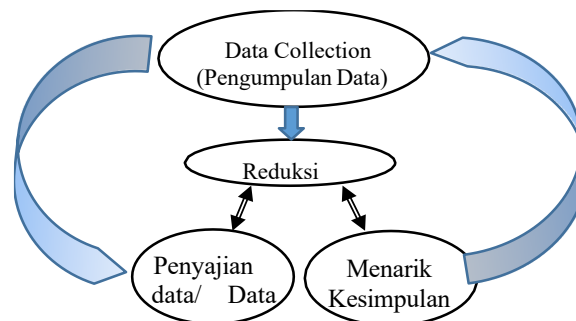 Data Collection
(Pengumpulan Data)
Reduksi
Penyajian
data/ Data
Menarik
Kesimpulan